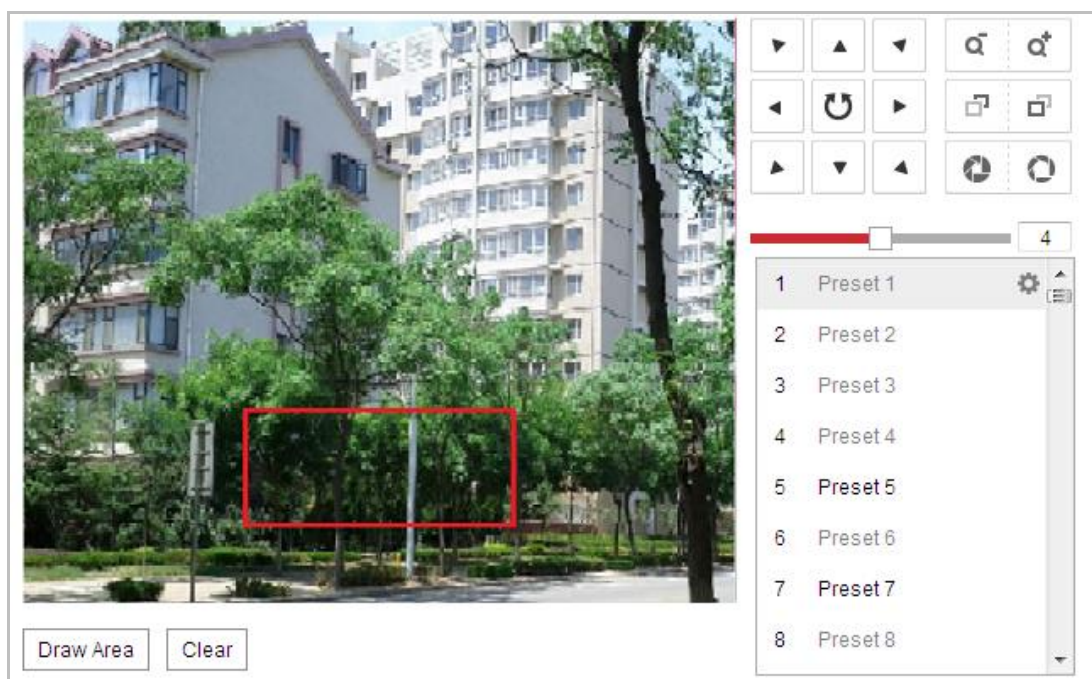 4
1 Preset 1
2 Preset 2
3 Preset 3
4 Preset 4
5 Preset 5
6 Preset 6
7 Preset 7
8 Preset 8
Draw Area Clear